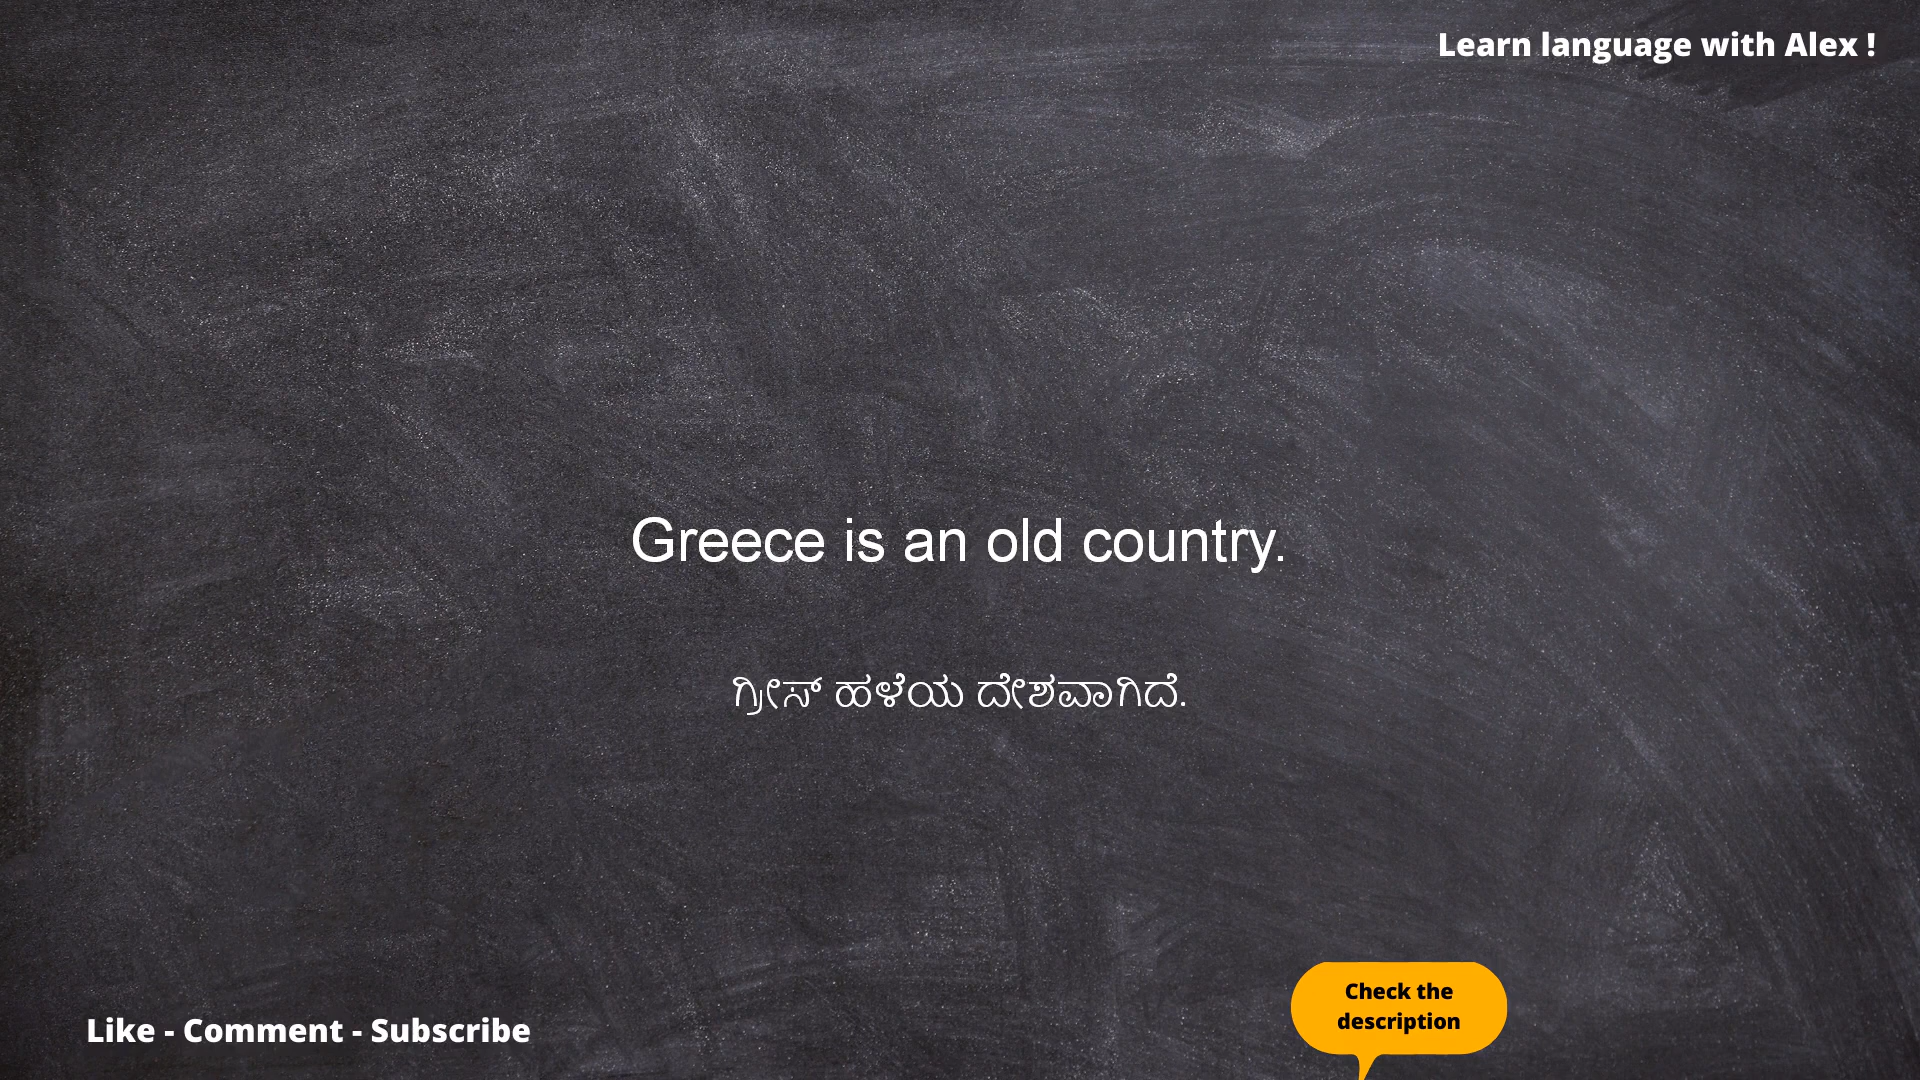 Learn language with Alex !
Greece is an old country.
ಗ್ರೀಸ್ ಹಳೆಯ ದೇಶವಾಗಿದೆ.
Check the
description
Like - Comment - Subscribe